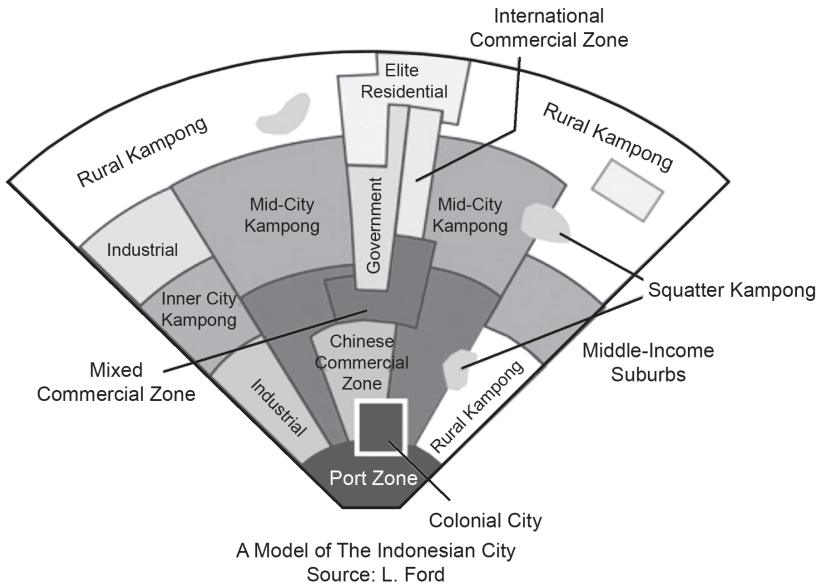 International
Commercial Zone
Elite
Residential
Rural Kampong
Rural Kampong
Mid-City
Kampong
Government
Mid-City
Kampong
Industrial
Inner City
Kampong
Squatter Kampong
Mixed
Commercial Zone
Chinese
Commercial
Zone
Middle-Income
Suburbs
Industrial
Rural Kampong
Port Zone
Colonial City
A Model of The Indonesian City
Source: L. Ford